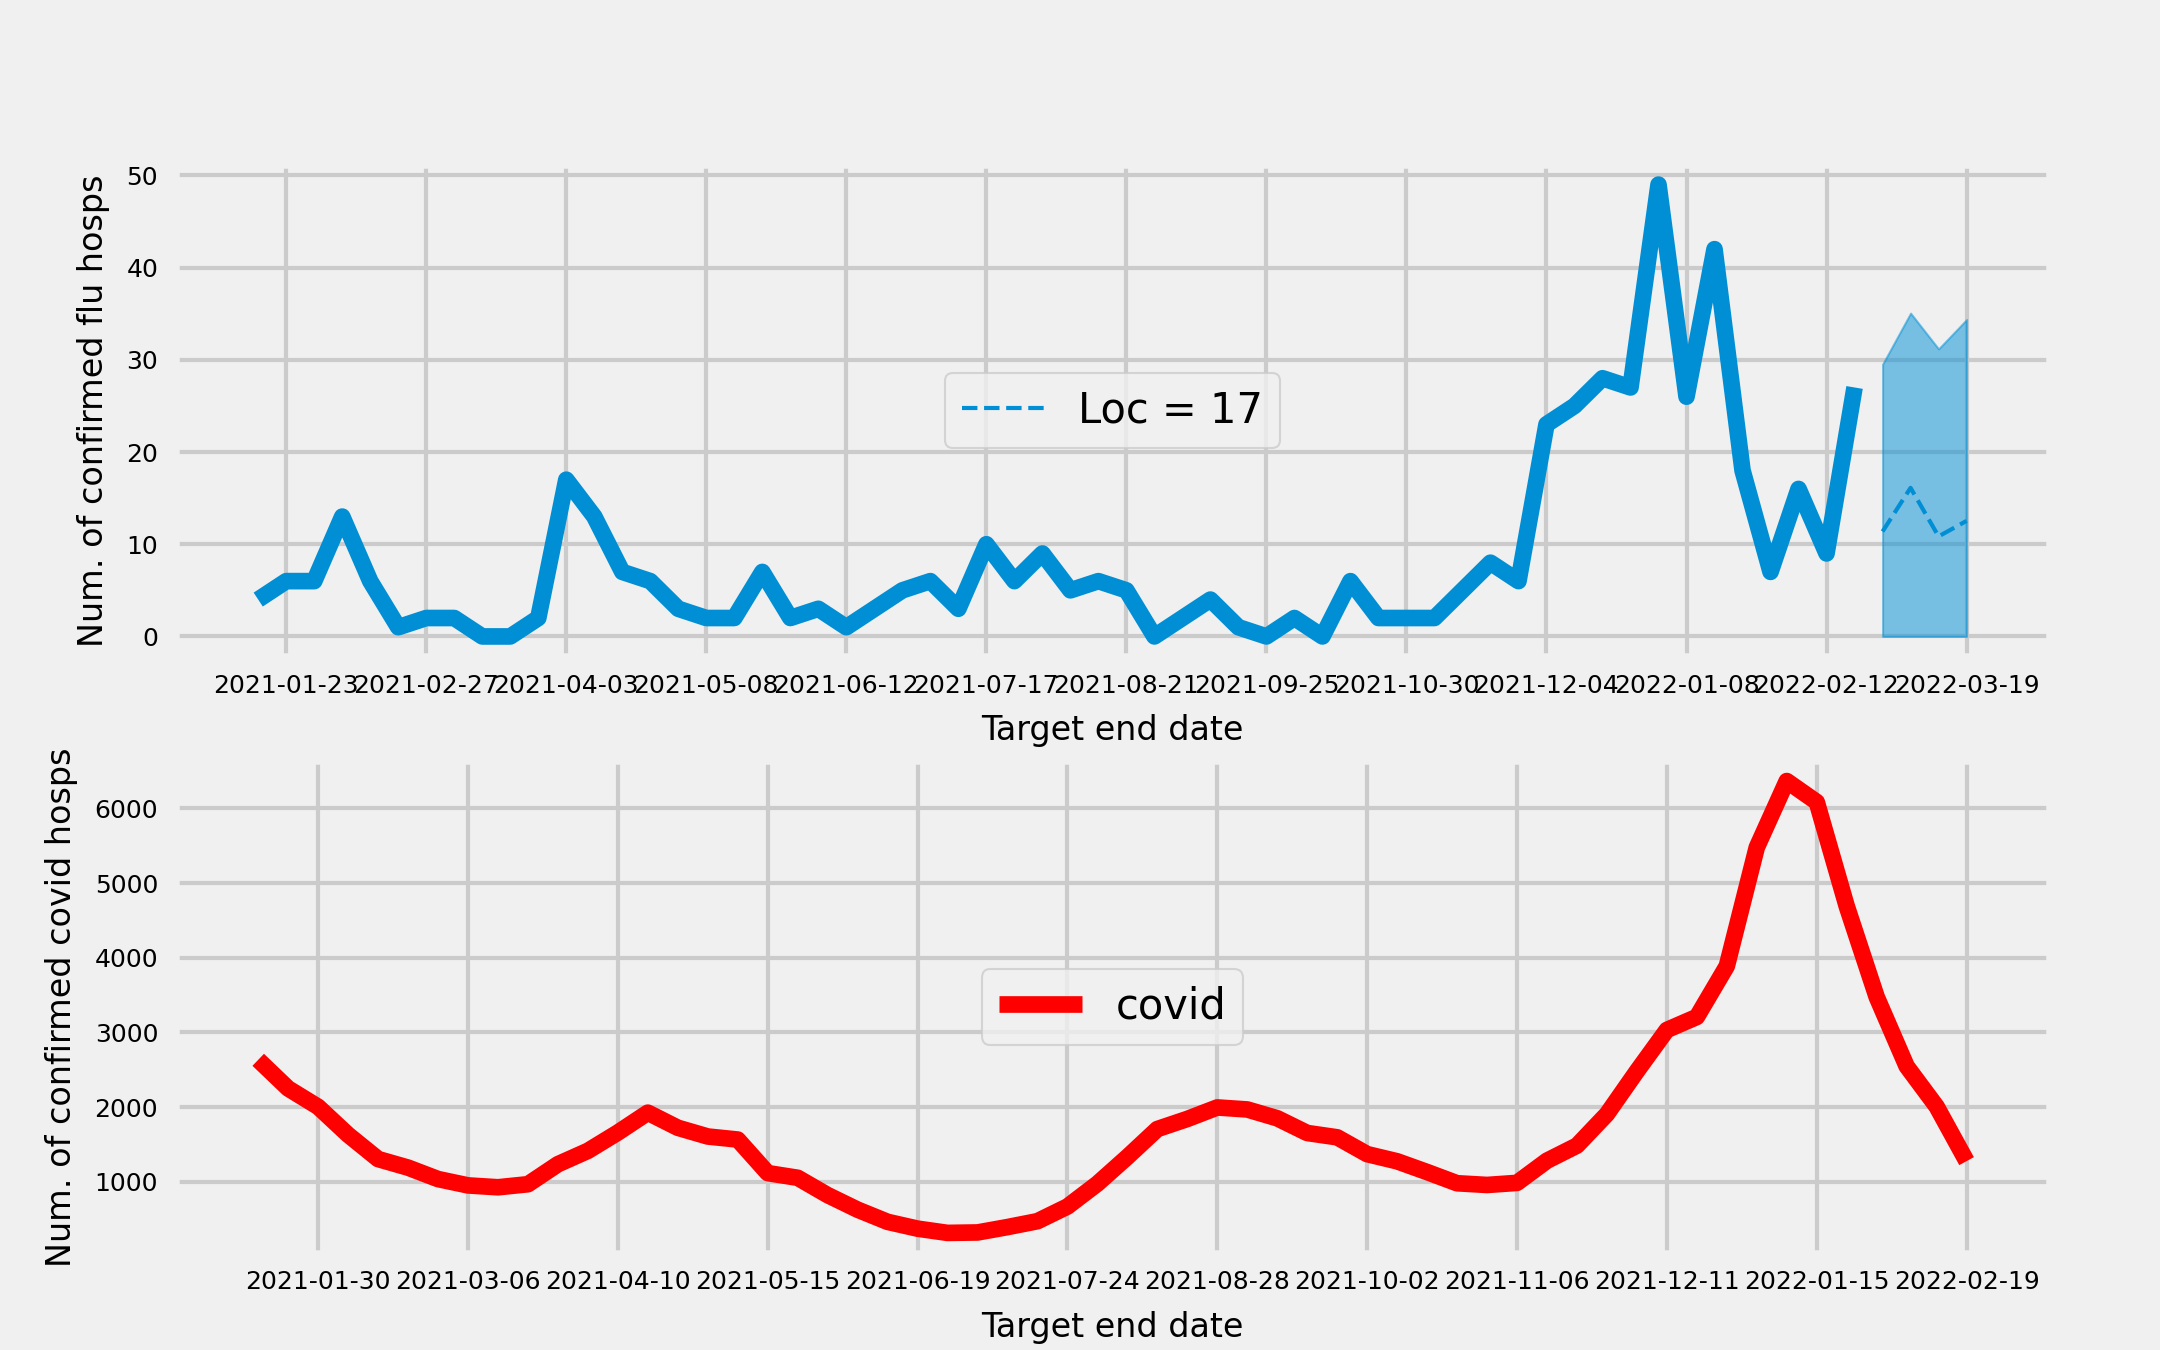 Num. of confirmed flu hosps
50
40
30
20
10
0
Loc = 17
2021-01-23 2021-02-27 2021-04-03 2021-05-08 2021-06-12 2021-07-17 2021-08-21 2021-09-25 2021-10-30 2021-12-04 2022-01-08 2022-02-12 2022-03-19
Target end date
Num. of confirmed covid hosps
6000
5000
4000
3000
2000
1000
covid
2021-01-30 2021-03-06 2021-04-10 2021-05-15 2021-06-19 2021-07-24 2021-08-28 2021-10-02 2021-11-06 2021-12-11 2022-01-15 2022-02-19
Target end date